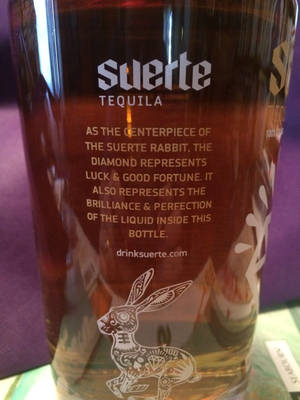 suerte
TEQUILA
AS THE CENTERPIECE OF
THE SUERTE RABBIT, THE
DIAMOND REPRESENTS
LUCK & GOOD FORTUNE. IT
ALSO REPRESENTS THE
BRILLIANCE & PERFECTION
OF THE LIQUID INSIDE THIS
BOTTLE.
drinksuerte.com